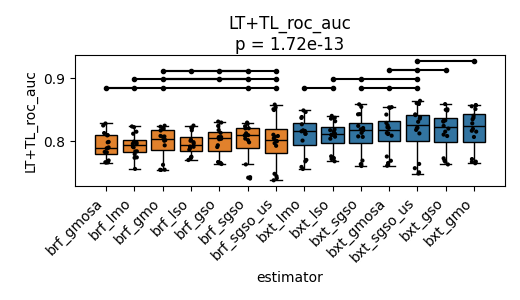 LT+TL_roc_auc
p = 1.72e-13
LT+TL_roc_auc
0.9
0.8
brf_gmosa
brf_lmo
brf_gmo
brf_lso
brf_gso
brf_sgso
brf_sgso_us
bxt_lmo
bxt_lso
bxt_sgso
bxt_gmosa
bxt_sgso_us
bxt_gso
bxt_gmo
estimator